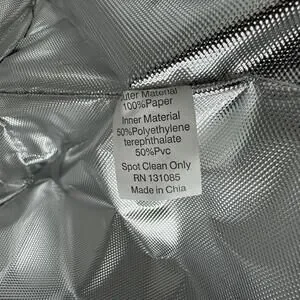 uter Material
100%Paper
Inner Material
50%Polyethylene
terephthalate
50%Pvc
Spot Clean Only
RN 131085
Made in Chia